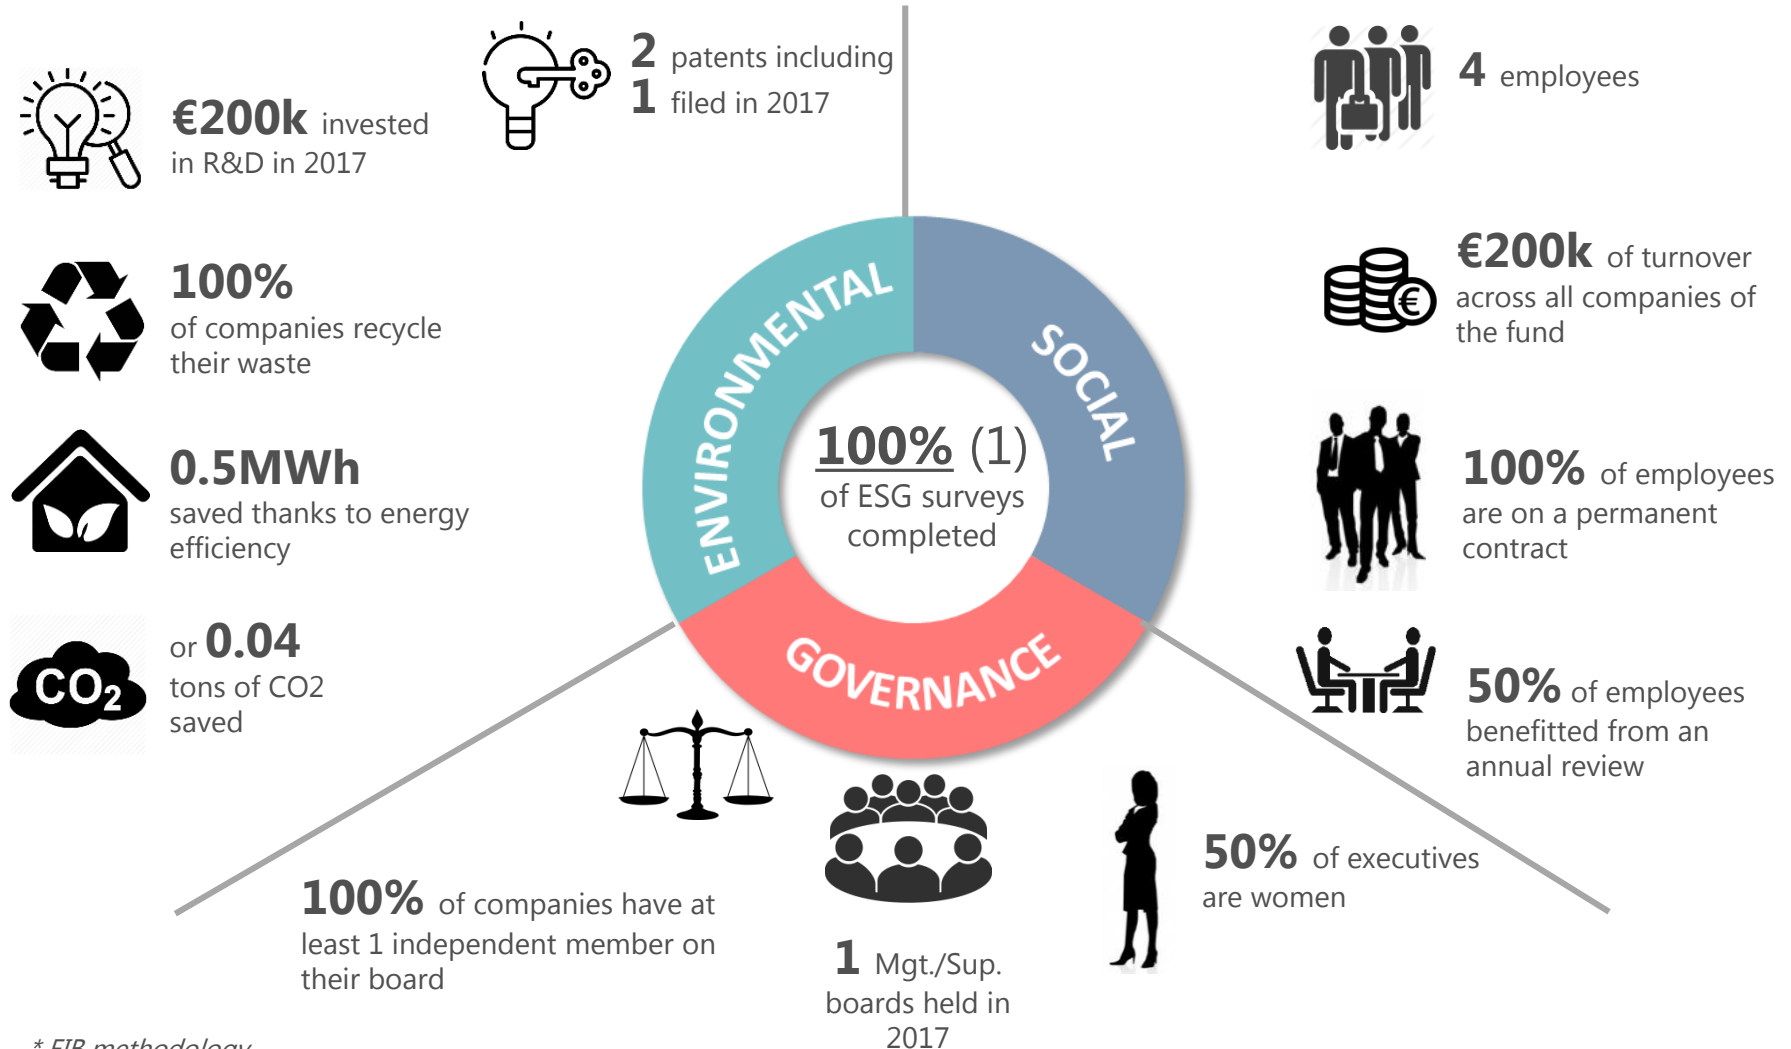 €200k invested
in R&D in 2017
2 patents including
1 filed in 2017
100%
of companies recycle
their waste
0.5MWh
saved thanks to energy
efficiency
CO2
or 0.04
tons of CO2
saved
ENVIRONMENTAL
SOCIAL
GOVERNANCE
100% (1)
of ESG surveys
completed
4 employees
€200k of turnover
across all companies of
the fund
€
100% of employees
are on a permanent
contract
50% of employees
benefitted from an
annual review
100% of companies have at
least 1 independent member on
their board
1 Mgt./Sup.
boards held in
2017
50% of executives
are women
* EIB methodology